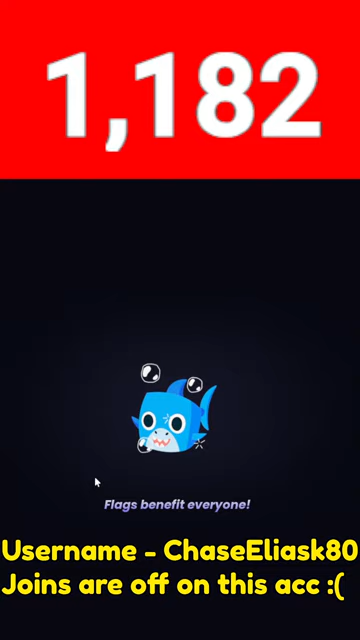 1,182
Flags benefit everyone!
Username - ChaseEliask80
Joins are off on this acc :(